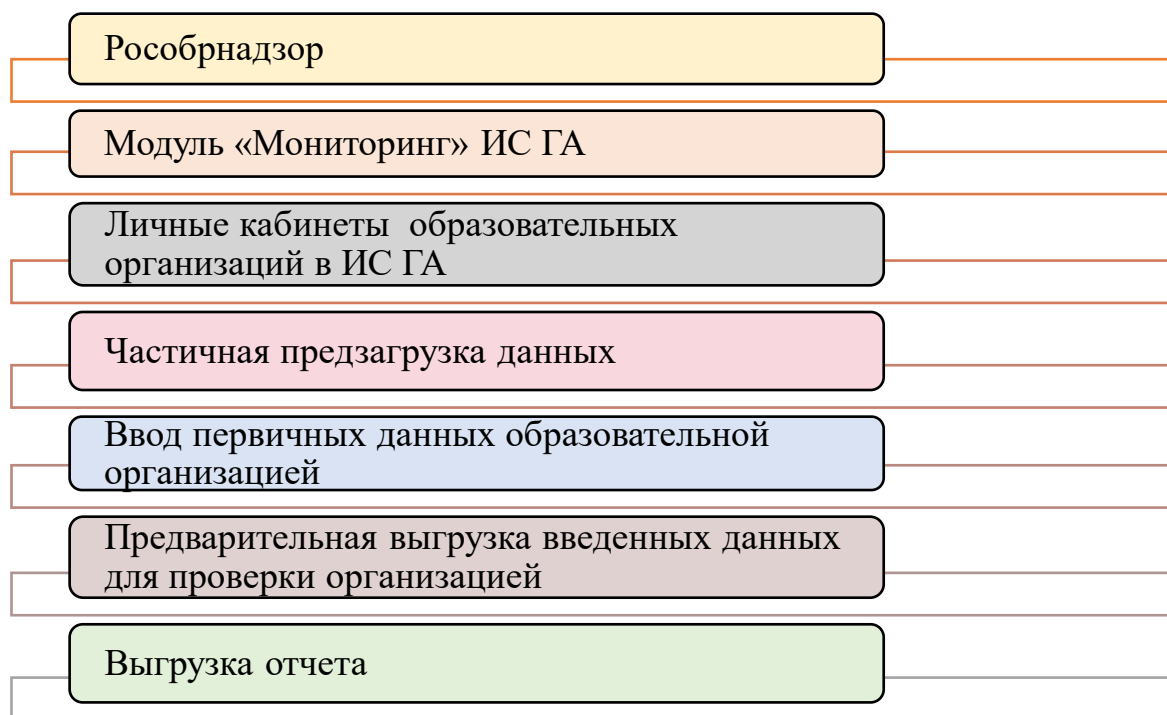 Рособрнадзор
Модуль «Мониторинг» ИС ГА
Личные кабинеты образовательных
организаций в ИС ГА
Частичная предзагрузка данных
Ввод первичных данных образовательной
организацией
Предварительная выгрузка введенных данных
для проверки организацией
Выгрузка отчета